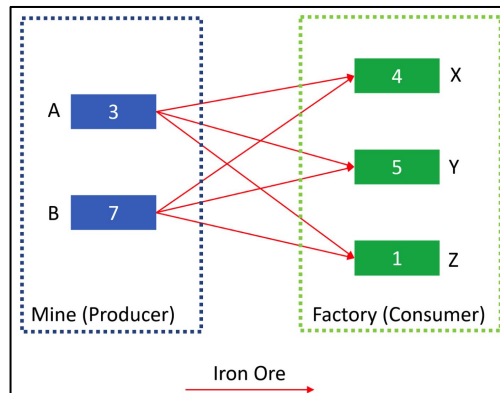 4 X
A 3
5 Y
B 7
1 Z
Mine (Producer)
Factory (Consumer)
Iron Ore